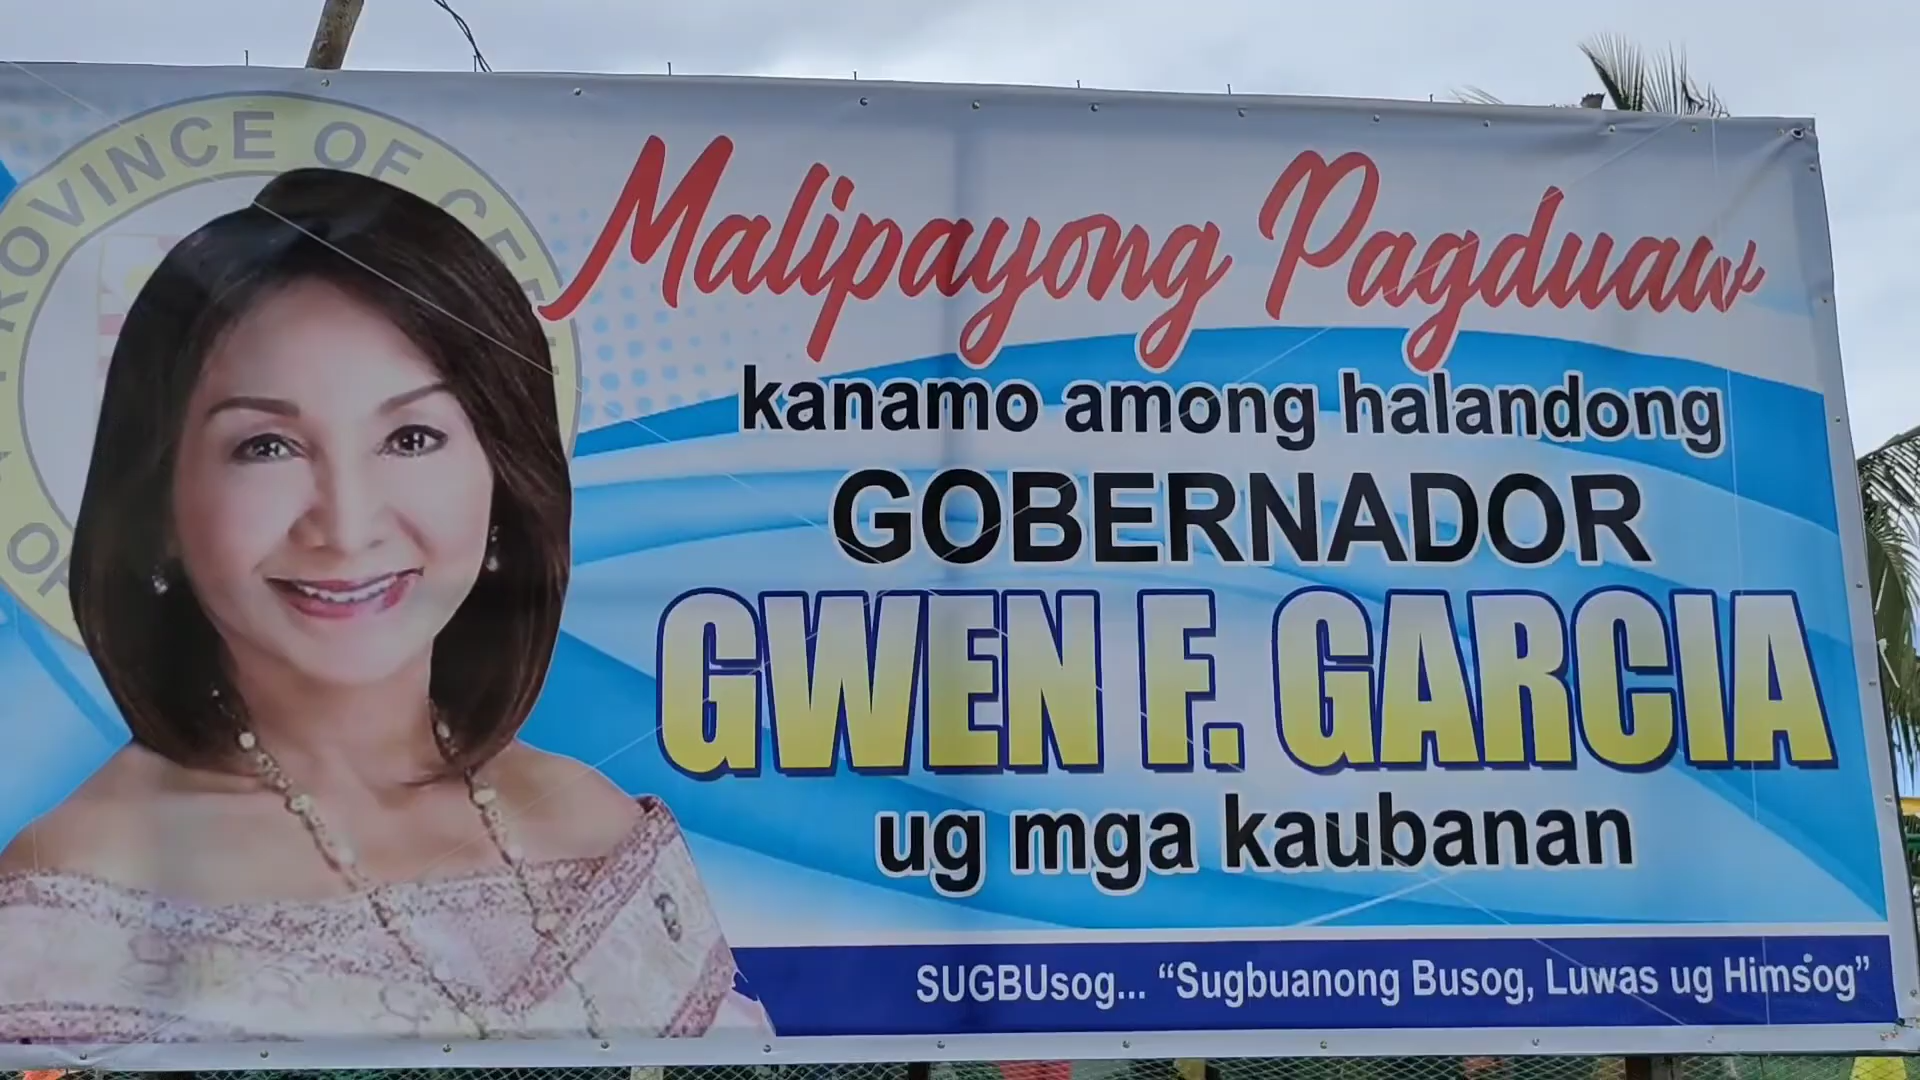 PROVINCE OF CE
Malipayong Pagduaw
kanamo among halandong
GOBERNADOR
GWEN F. GARCIA
ug mga kaubanan
SUGBUsog... “Sugbuanong Busog, Luwas ug Himsog”